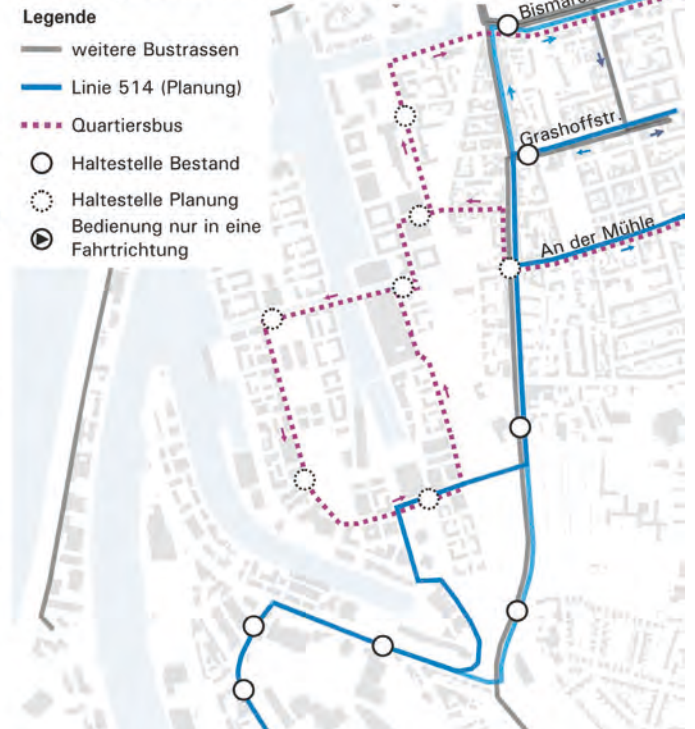 Legende
weitere Bustrassen
Linie 514 (Planung)
Quartiersbus
Haltestelle Bestand
Haltestelle Planung
Bedienung nur in eine
Fahrtrichtung
Grashoffstr.
An der Mühle